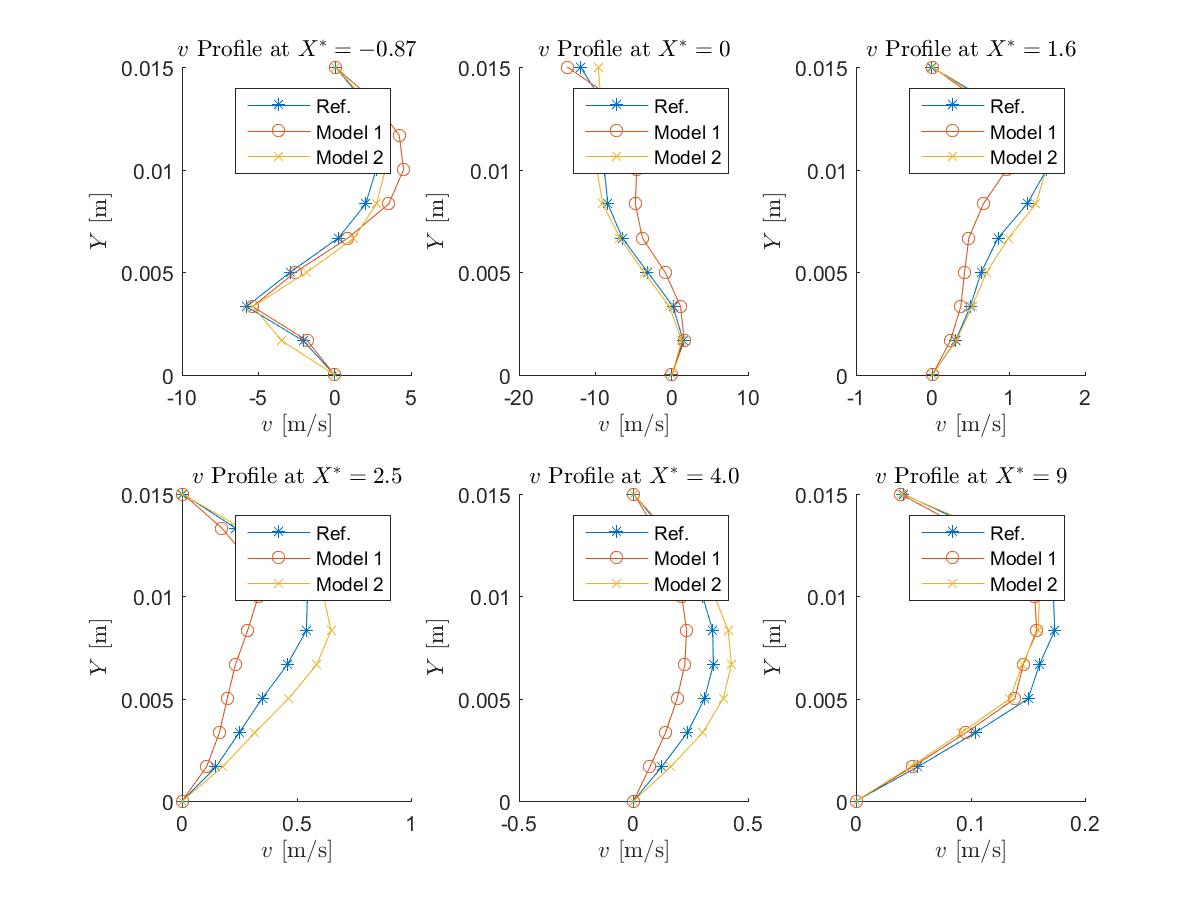 v Profile at X* = −0.87
0.015
0.01
0.005
0
-10 -5 0 5
Y [m]
v [m/s]
Ref.
Model 1
Model 2
v Profile at X* = 0
0.015
0.01
0.005
0
-20 -10 0 10
Y [m]
v [m/s]
Ref.
Model 1
Model 2
v Profile at X* = 1.6
0.015
0.01
0.005
0
-1 0 1 2
Y [m]
v [m/s]
Ref.
Model 1
Model 2
v Profile at X* = 2.5
0.015
0.01
0.005
0
0 0.5 1
Y [m]
v [m/s]
Ref.
Model 1
Model 2
v Profile at X* = 4.0
0.015
0.01
0.005
0
-0.5 0 0.5
Y [m]
v [m/s]
Ref.
Model 1
Model 2
v Profile at X* = 9
0.015
0.01
0.005
0
0 0.1 0.2
Y [m]
v [m/s]
Ref.
Model 1
Model 2